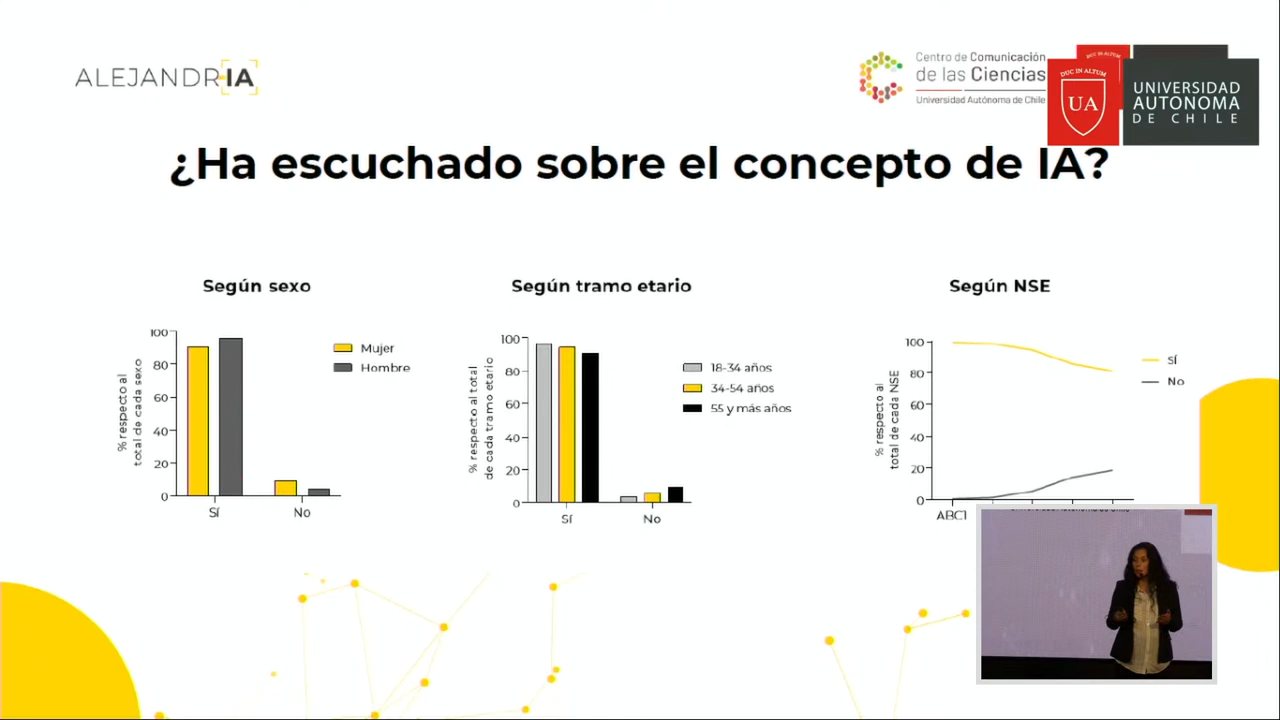 ALEJANDRIA
Centro de Comunicación
de las Ciencias
Universidad Autónoma de Chile
DUC IN ALTUM
DUC IN ALTUM
UA
UNIVERSIDAD
AUTONOMA
DE CHILE
¿Ha escuchado sobre el concepto de IA?
Según sexo
% respecto al
total de cada sexo
100
80
60
40
20
0
Sí
No
Mujer
Hombre
Según tramo etario
% respecto al total
de cada tramo etario
100
80
60
40
20
0
Sí
No
18-34 años
34-54 años
55 y más años
Según NSE
% respecto al
total de cada NSE
100
80
60
40
20
0
ABC1
Sí
No